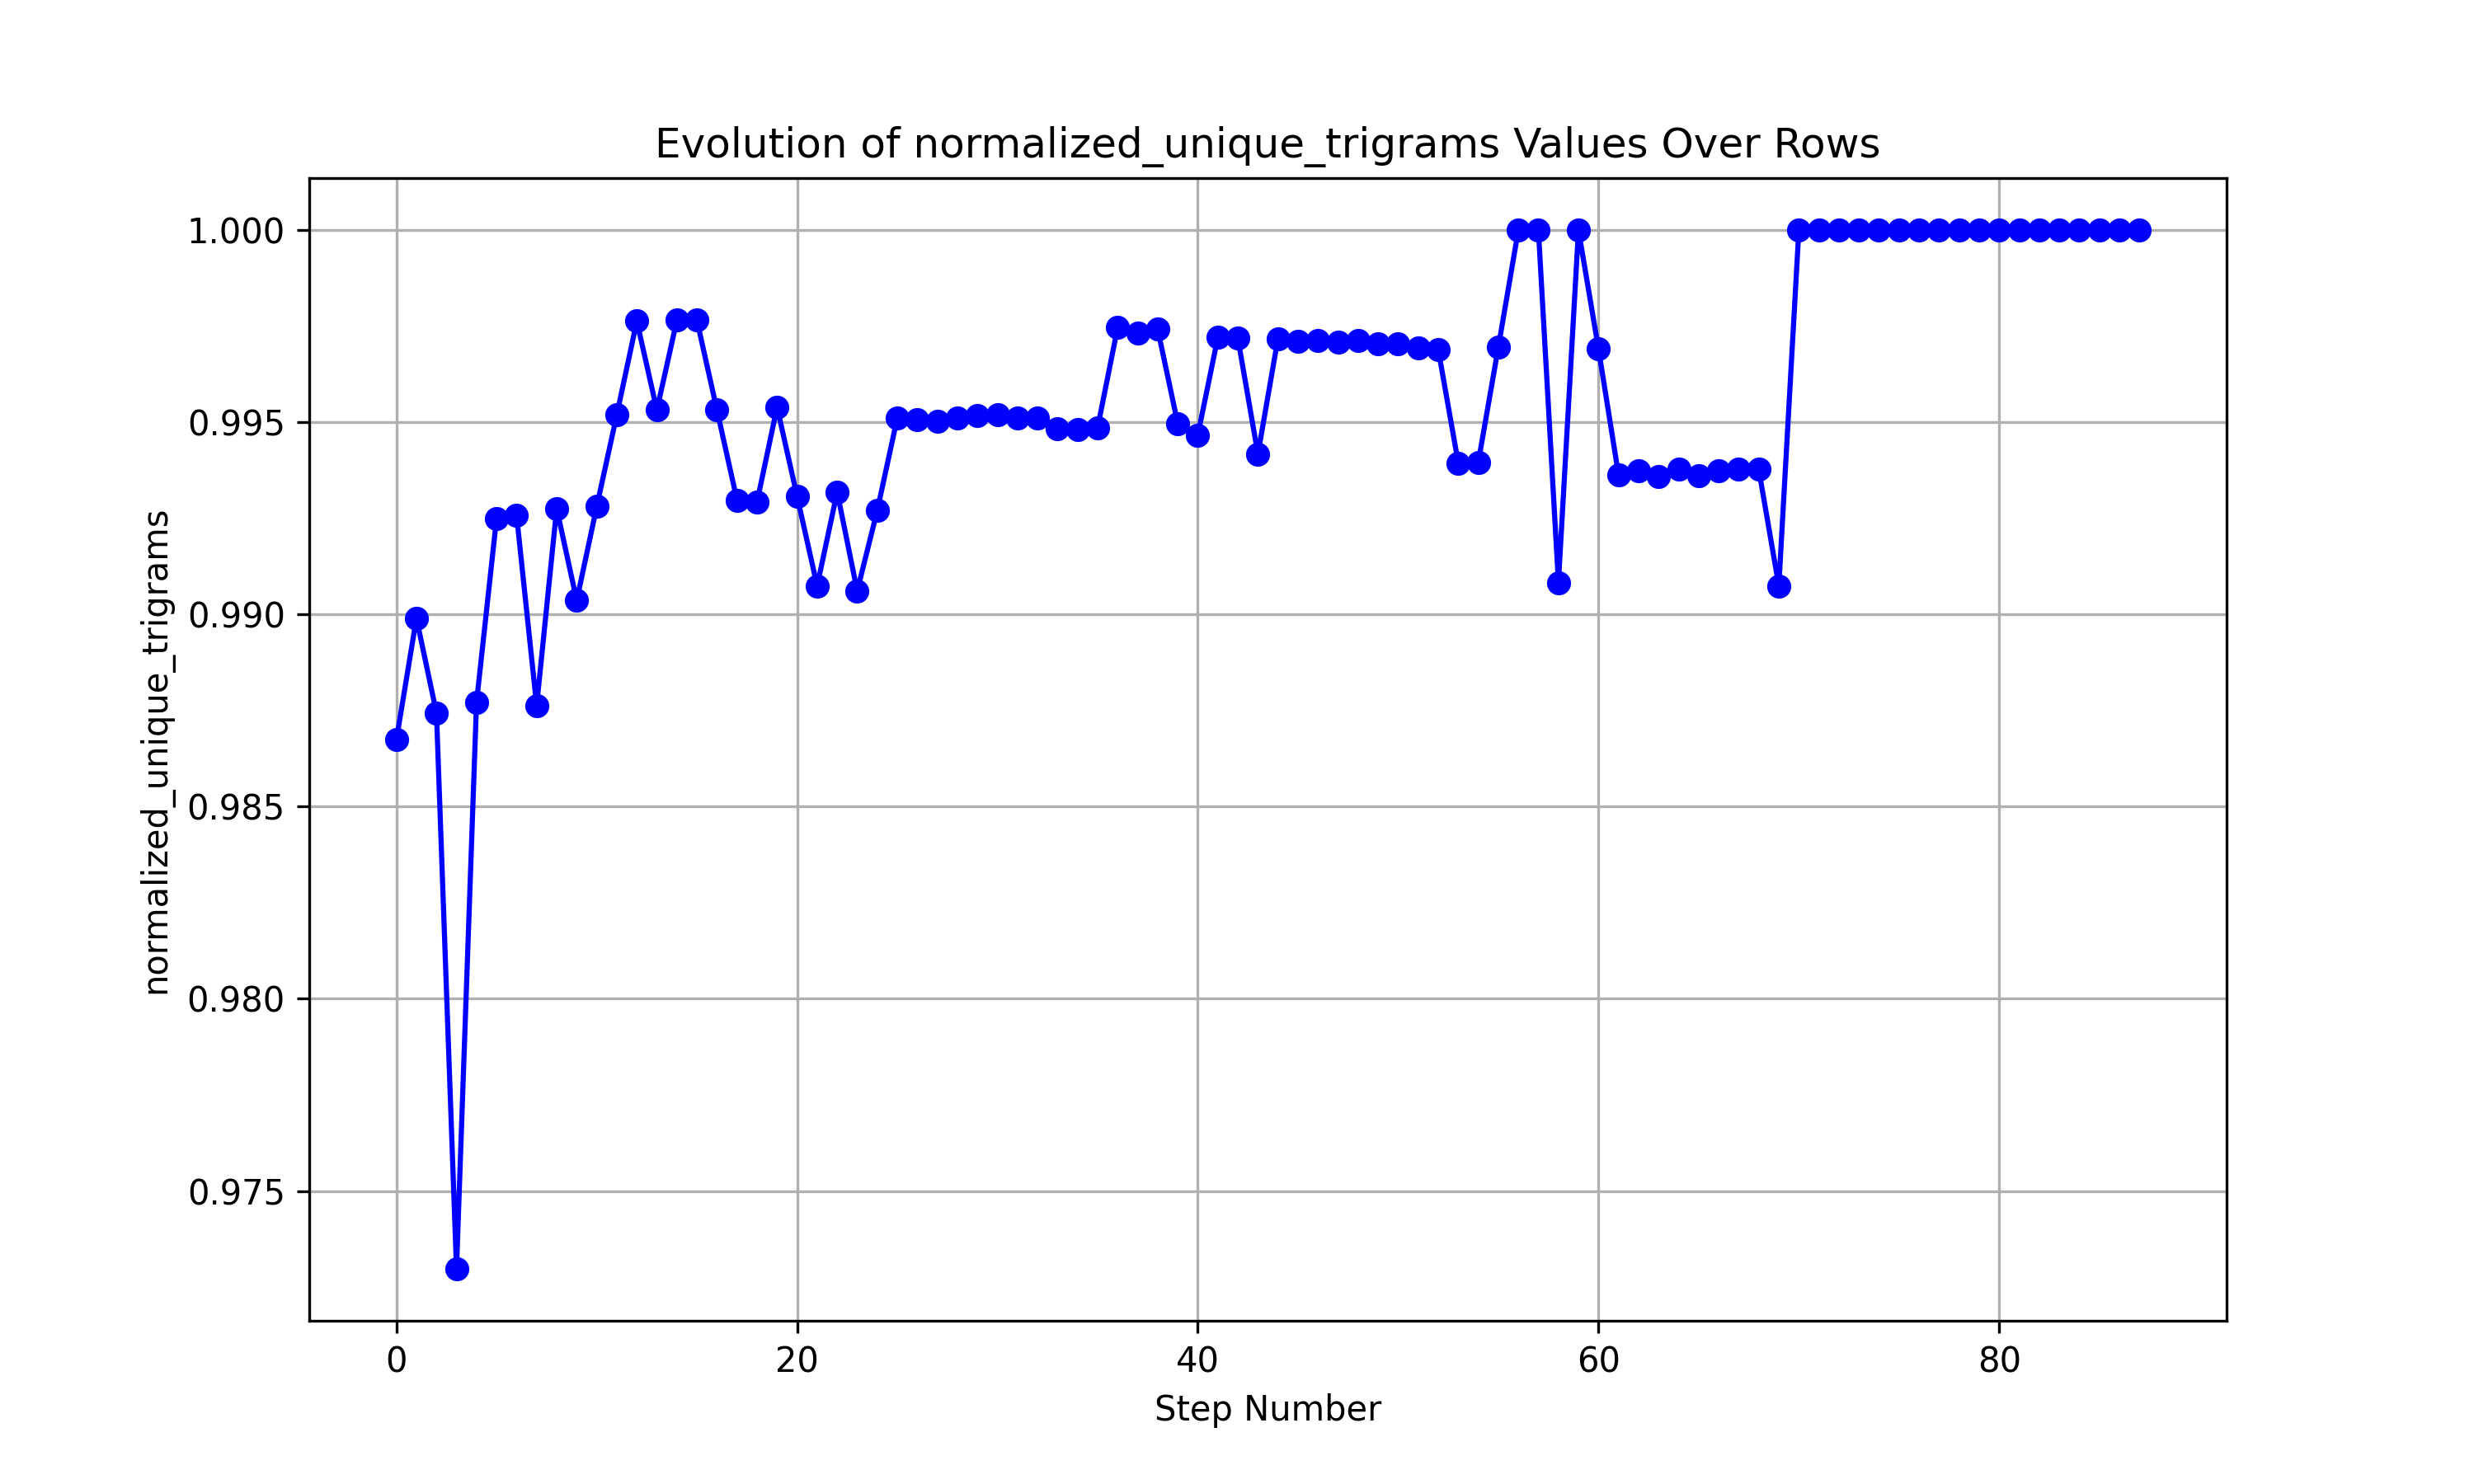 Evolution of normalized_unique_trigrams Values Over Rows
normalized_unique_trigrams
1.000
0.995
0.990
0.985
0.980
0.975
0 20 40 60 80
Step Number